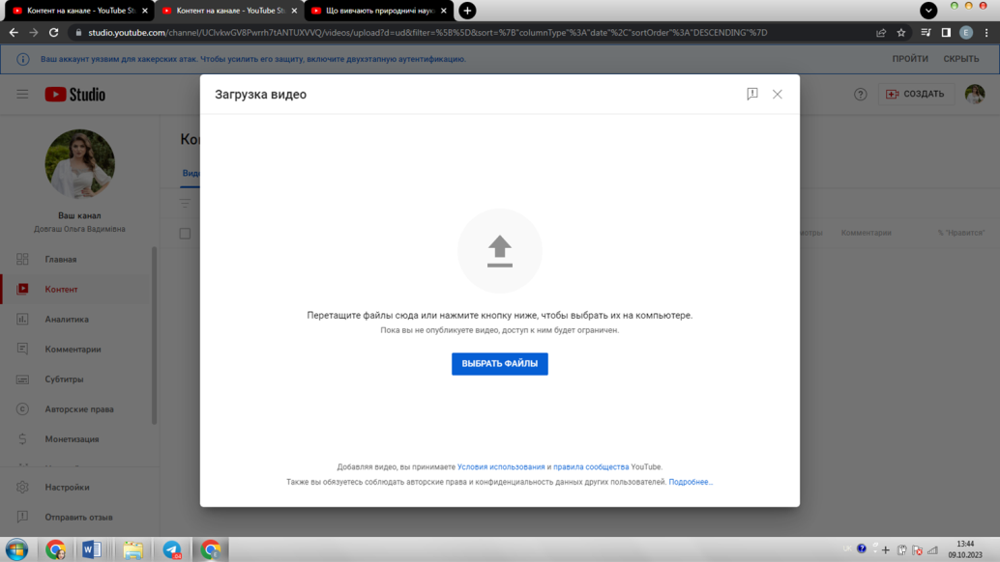 Контент на канале - YouTube St
Контент на канале - YouTube St
Що вивчають природничі наук
studio.youtube.com/channel/UClvkwGV8Pwrrh7tANTUXVVQ/videos/upload?d=ud&filter=%5B%5D&sort=%7B"columnType"%3A"date"%2C"sortOrder"%3A"DESCENDING"%7D
E
Ваш аккаунт уязвим для хакерских атак. Чтобы усилить его защиту, включите двухэтапную аутентификацию.
ПРОЙТИ СКРЫТЬ
Studio
СОЗДАТЬ
Загрузка видео
Ваш канал
Довгаш Ольга Вадимівна
Главная
Контент
Аналитика
Комментарии
Субтитры
Авторские права
Монетизация
Настройки
Отправить отзыв
Ко
Вид
отры Комментарии % "Нравится"
Перетащите файлы сюда или нажмите кнопку ниже, чтобы выбрать их на компьютере.
Пока вы не опубликуете видео, доступ к ним будет ограничен.
ВЫБРАТЬ ФАЙЛЫ
Добавляя видео, вы принимаете Условия использования и правила сообщества YouTube.
Также вы обязуетесь соблюдать авторские права и конфиденциальность данных других пользователей. Подробнее…
UK
13:44
09.10.2023